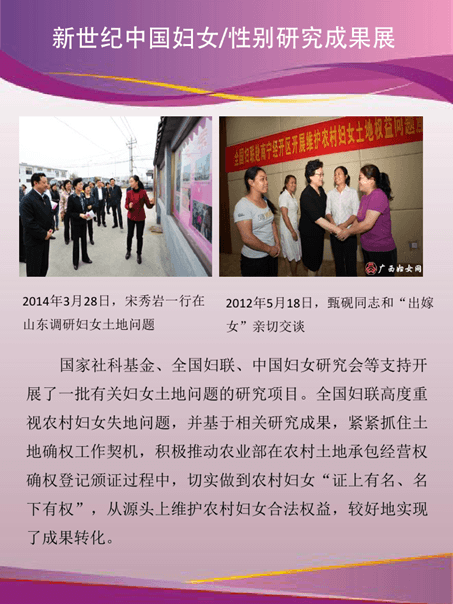 新世纪中国妇女/性别研究成果展
全国妇联赴南宁经开区开展维护农村妇女土地权益问题
广西妇女网
2014年3月28日，宋秀岩一行在
山东调研妇女土地问题
2012年5月18日，甄砚同志和“出嫁
女”亲切交谈
国家社科基金、全国妇联、中国妇女研究会等支持开
展了一批有关妇女土地问题的研究项目。全国妇联高度重
视农村妇女失地问题，并基于相关研究成果，紧紧抓住土
地确权工作契机，积极推动农业部在农村土地承包经营权
确权登记颁证过程中，切实做到农村妇女“证上有名、名
下有权”，从源头上维护农村妇女合法权益，较好地实现
了成果转化。